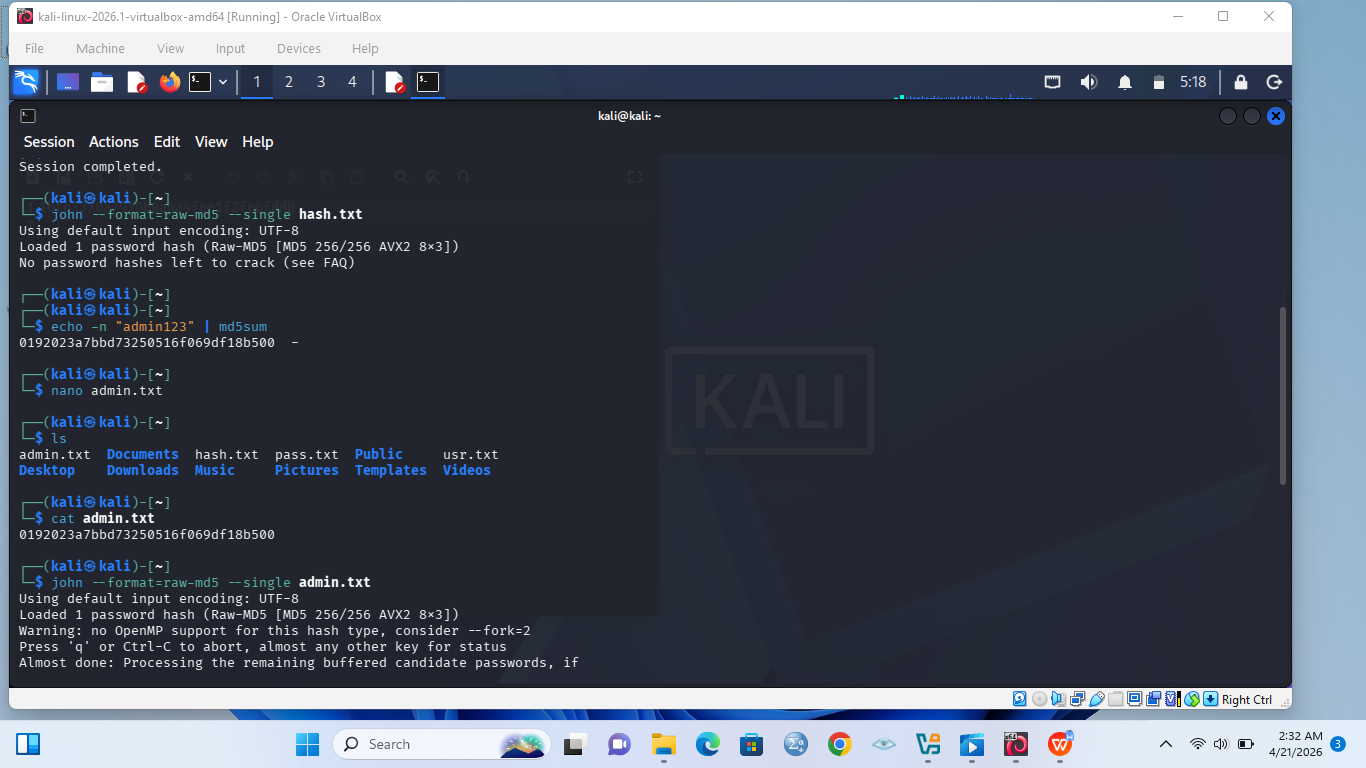 kali-linux-2026.1-virtualbox-amd64 [Running] - Oracle VirtualBox
File Machine View Input Devices Help
1 2 3 4 5:18
kali@kali: ~
Session Actions Edit View Help
Session completed.
┌──(kali㉿kali)-[~]
└─$ john --format=raw-md5 --single hash.txt
Using default input encoding: UTF-8
Loaded 1 password hash (Raw-MD5 [MD5 256/256 AVX2 8×3])
No password hashes left to crack (see FAQ)
┌──(kali㉿kali)-[~]
┌──(kali㉿kali)-[~]
└─$ echo -n "admin123" | md5sum
0192023a7bbd73250516f069df18b500  -
┌──(kali㉿kali)-[~]
└─$ nano admin.txt
┌──(kali㉿kali)-[~]
└─$ ls
admin.txt  Documents  hash.txt  pass.txt  Public     usr.txt
Desktop    Downloads  Music     Pictures  Templates  Videos
┌──(kali㉿kali)-[~]
└─$ cat admin.txt
0192023a7bbd73250516f069df18b500
┌──(kali㉿kali)-[~]
└─$ john --format=raw-md5 --single admin.txt
Using default input encoding: UTF-8
Loaded 1 password hash (Raw-MD5 [MD5 256/256 AVX2 8×3])
Warning: no OpenMP support for this hash type, consider --fork=2
Press 'q' or Ctrl-C to abort, almost any other key for status
Almost done: Processing the remaining buffered candidate passwords, if
KALI
Right Ctrl
Search
2:32 AM
4/21/2026
3